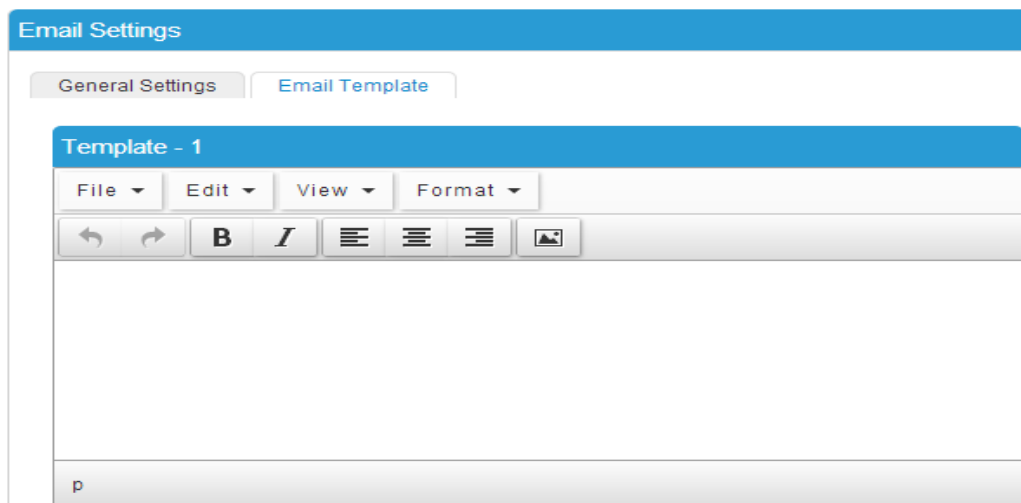 Email Settings
General Settings Email Template
Template - 1
File Edit View Format
B I
p